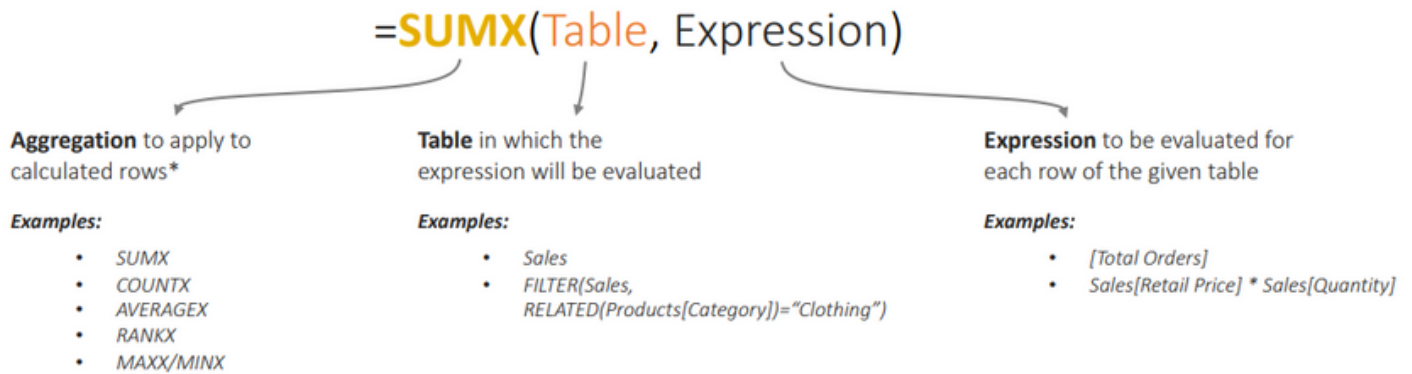 =SUMX(Table, Expression)
Aggregation to apply to
calculated rows*
Examples:
• SUMX
• COUNTX
• AVERAGEX
• RANKX
• MAXX/MINX
Table in which the
expression will be evaluated
Examples:
• Sales
• FILTER(Sales,
RELATED(Products[Category])=“Clothing”)
Expression to be evaluated for
each row of the given table
Examples:
• [Total Orders]
• Sales[Retail Price] * Sales[Quantity]